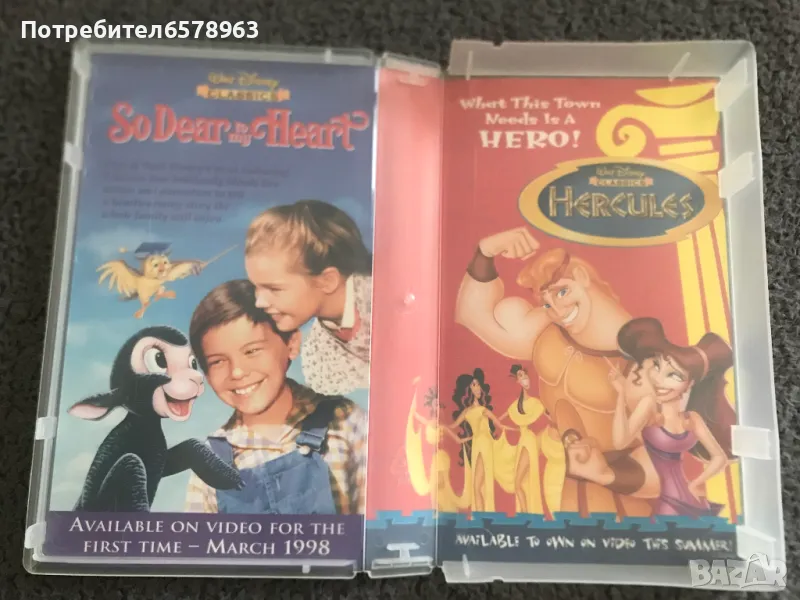 Потребител6578963
Walt Disney
CLASSICS
So Dear to my Heart
AVAILABLE ON VIDEO FOR THE
FIRST TIME – MARCH 1998
What This Town
Needs Is A
HERO!
Walt Disney
CLASSICS
HERCULES
AVAILABLE TO OWN ON VIDEO THIS SUMMER!
BAZAR